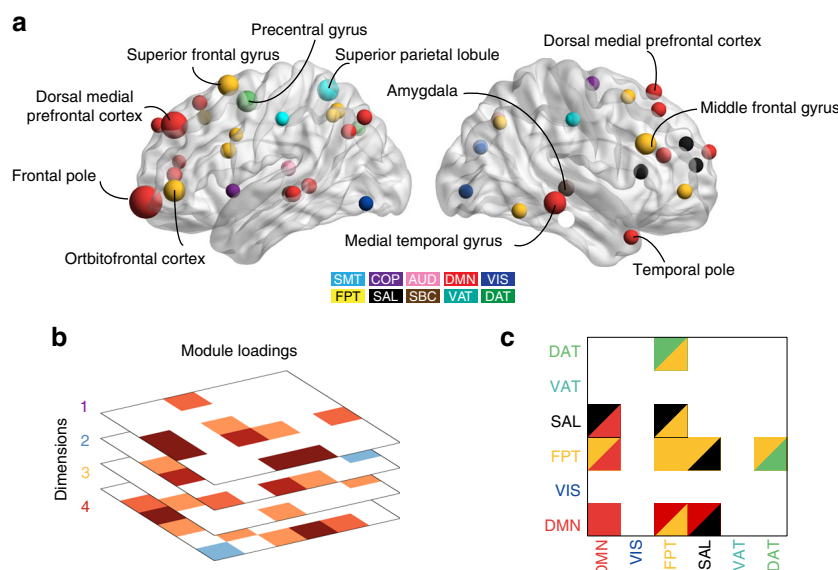 a
Precentral gyrus
Superior frontal gyrus
Superior parietal lobule
Dorsal medial
prefrontal cortex
Frontal pole
Ortbitofrontal cortex
Dorsal medial prefrontal cortex
Amygdala
Middle frontal gyrus
Medial temporal gyrus
Temporal pole
SMT COP AUD DMN VIS
FPT SAL SBC VAT DAT
b
Module loadings
Dimensions
1
2
3
4
c
DAT
VAT
SAL
FPT
VIS
DMN
DMN VIS FPT SAL VAT DAT